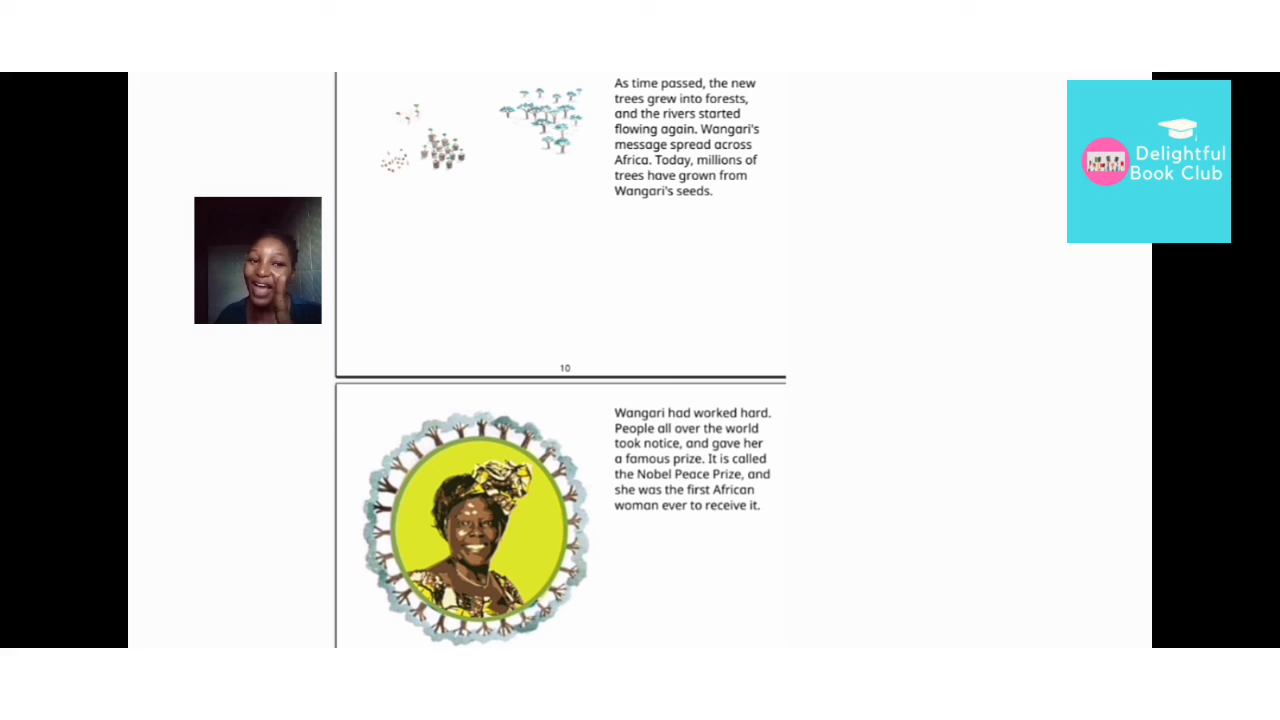 As time passed, the new
trees grew into forests,
and the rivers started
flowing again. Wangari's
message spread across
Africa. Today, millions of
trees have grown from
Wangari's seeds.
10
Wangari had worked hard.
People all over the world
took notice, and gave her
a famous prize. It is called
the Nobel Peace Prize, and
she was the first African
woman ever to receive it.
Delightful
Book Club